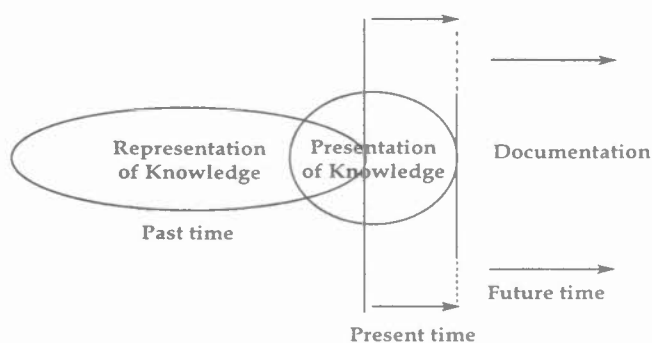 Representation
of Knowledge
Presentation
of Knowledge
Documentation
Past time
Future time
Present time